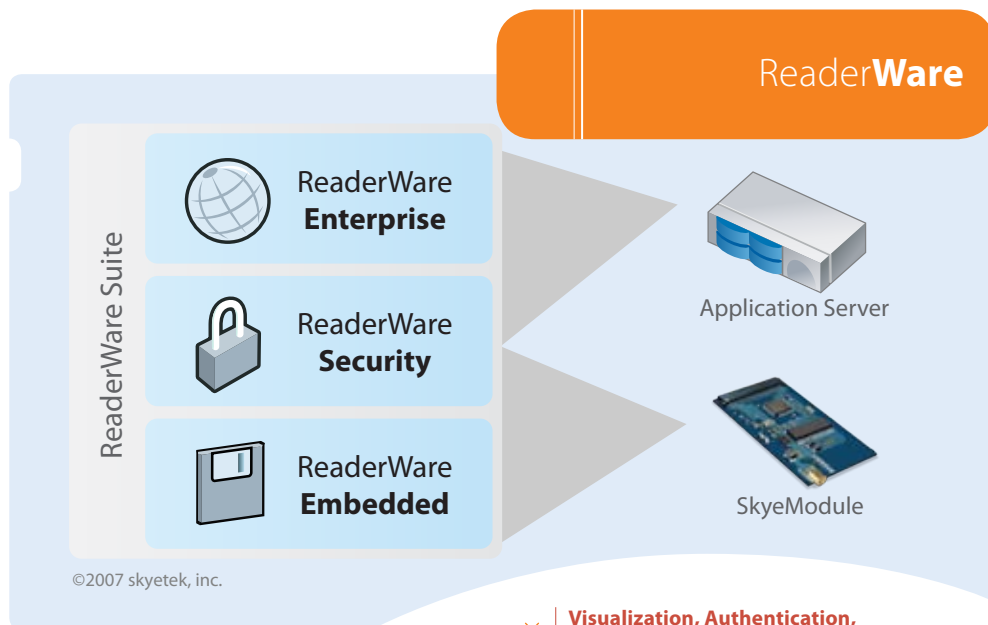 ReaderWare
ReaderWare Suite
ReaderWare
Enterprise
ReaderWare
Security
ReaderWare
Embedded
Application Server
SkyeModule
©2007 skyetek, inc.
Visualization, Authentication,